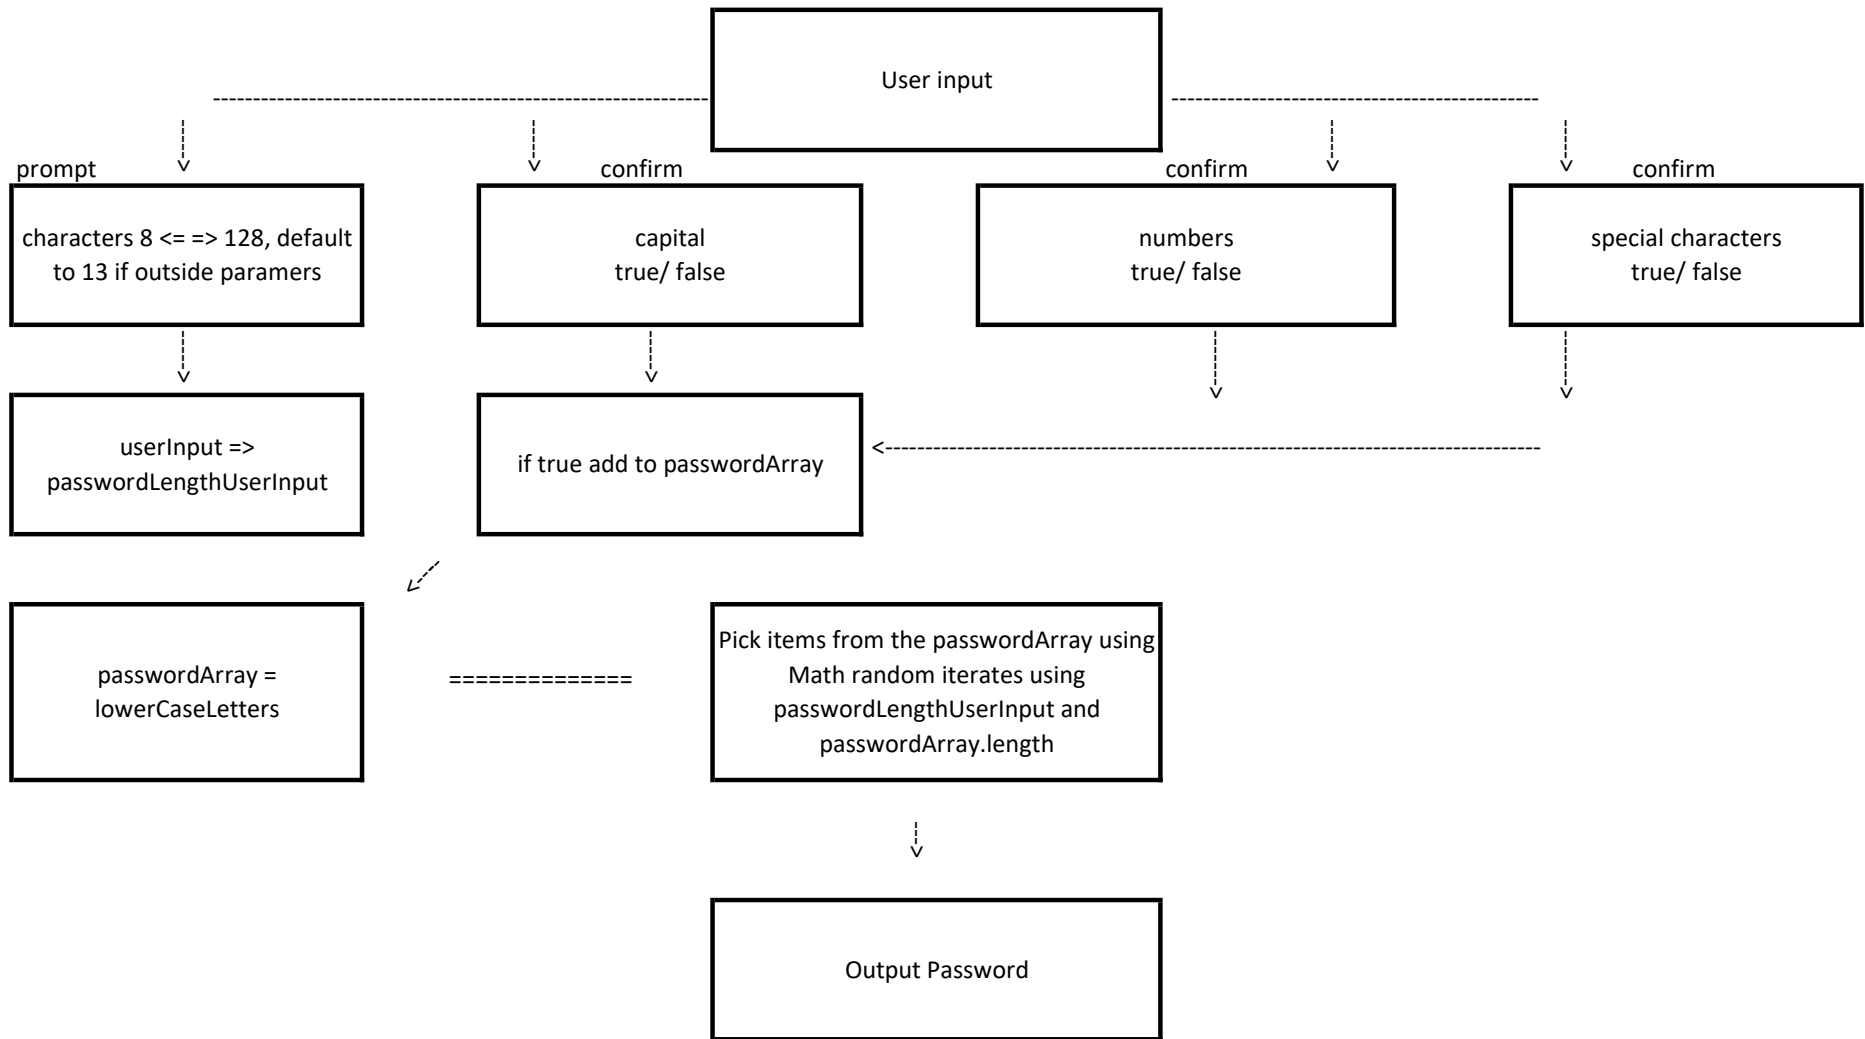 User input
prompt
confirm
confirm
confirm
characters 8 <= => 128, default
to 13 if outside paramers
capital
true/ false
numbers
true/ false
special characters
true/ false
userInput =>
passwordLengthUserInput
if true add to passwordArray
passwordArray =
lowerCaseLetters
==============
Pick items from the passwordArray using
Math random iterates using
passwordLengthUserInput and
passwordArray.length
Output Password